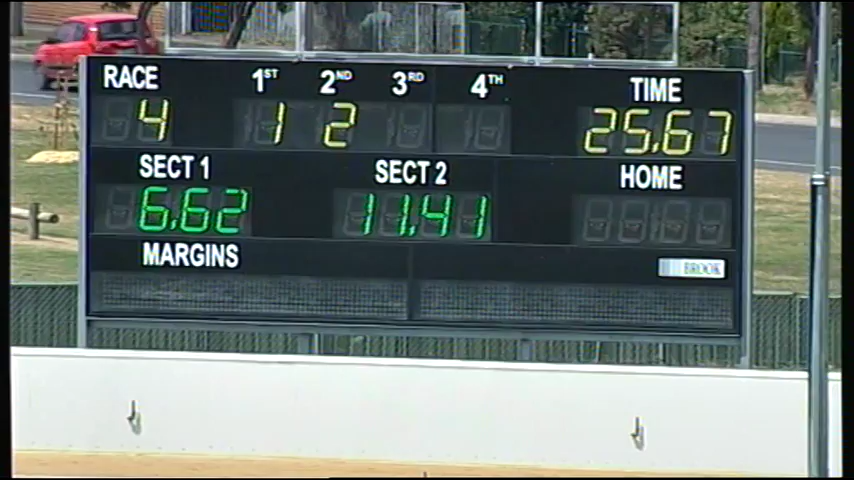 RACE 1ST 2ND 3RD 4TH TIME
4 1 2 25.67
SECT 1 SECT 2 HOME
6.62 11.41
MARGINS
BROOK